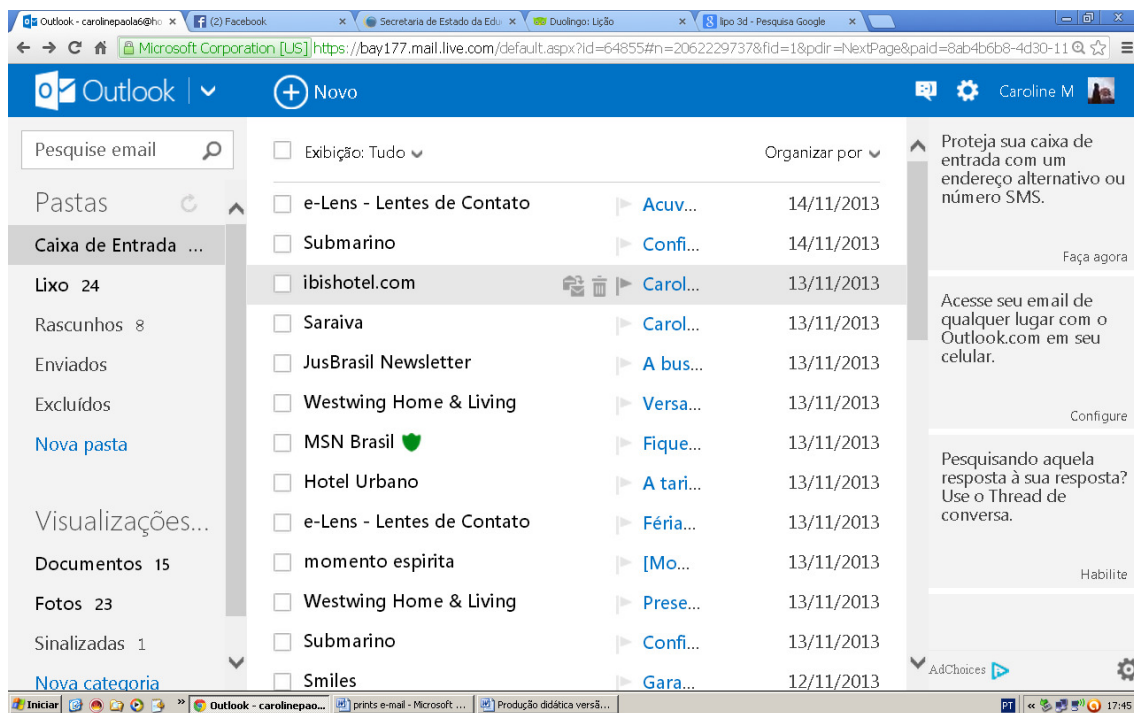 Outlook - carolinepaola6@ho
(2) Facebook
Secretaria de Estado da Edu
Duolingo: Lição
lipo 3d - Pesquisa Google
Microsoft Corporation [US] https://bay177.mail.live.com/default.aspx?id=64855#n=2062229737&fid=1&pdir=NextPage&paid=8ab4b6b8-4d30-11
Outlook
Novo
Caroline M
Pesquise email
Pastas
Caixa de Entrada ...
Lixo 24
Rascunhos 8
Enviados
Excluídos
Nova pasta
Visualizações...
Documentos 15
Fotos 23
Sinalizadas 1
Nova categoria
Exibição: Tudo
Organizar por
e-Lens - Lentes de Contato Acuv... 14/11/2013
Submarino Confi... 14/11/2013
ibishotel.com Carol... 13/11/2013
Saraiva Carol... 13/11/2013
JusBrasil Newsletter A bus... 13/11/2013
Westwing Home & Living Versa... 13/11/2013
MSN Brasil Fique... 13/11/2013
Hotel Urbano A tari... 13/11/2013
e-Lens - Lentes de Contato Féria... 13/11/2013
momento espirita [Mo... 13/11/2013
Westwing Home & Living Prese... 13/11/2013
Submarino Confi... 13/11/2013
Smiles Gara... 12/11/2013
Proteja sua caixa de
entrada com um
endereço alternativo ou
número SMS.
Faça agora
Acesse seu email de
qualquer lugar com o
Outlook.com em seu
celular.
Configure
Pesquisando aquela
resposta à sua resposta?
Use o Thread de
conversa.
Habilite
AdChoices
Iniciar
Outlook - carolinepao...
prints e-mail - Microsoft ...
Produção didática versã...
PT
17:45